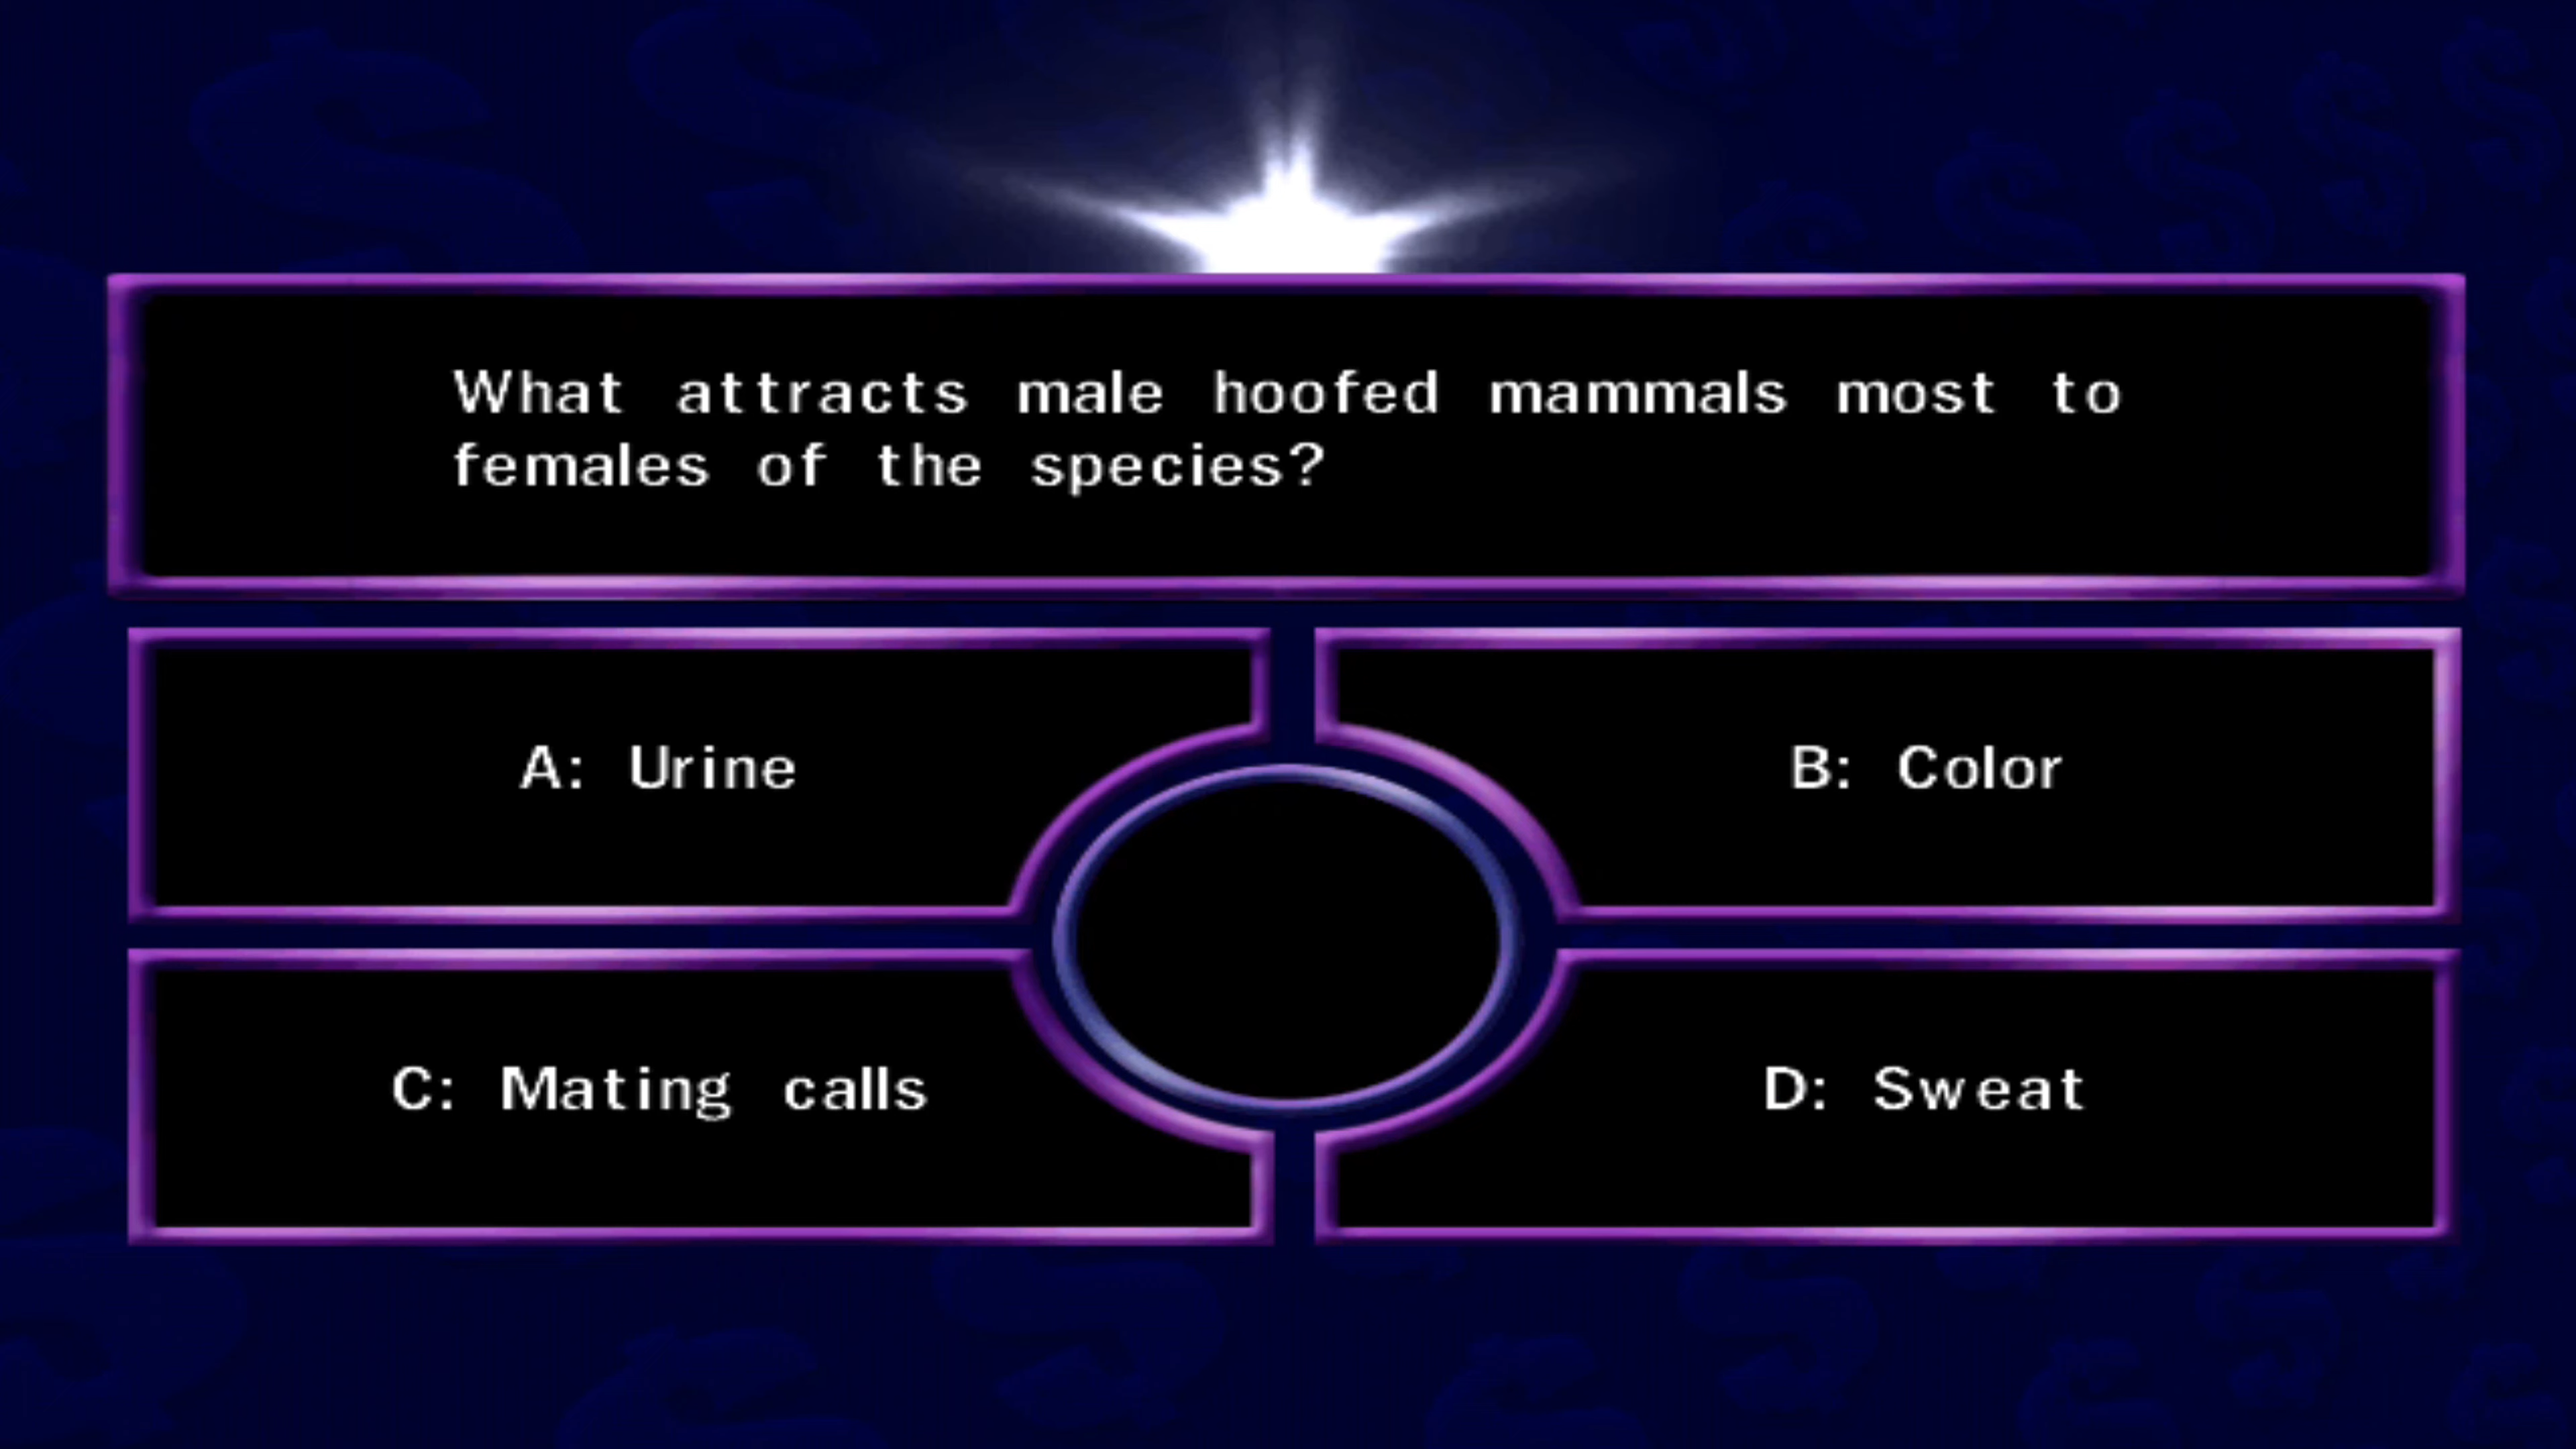 What attracts male hoofed mammals most to
females of the species?
A: Urine
B: Color
C: Mating calls
D: Sweat